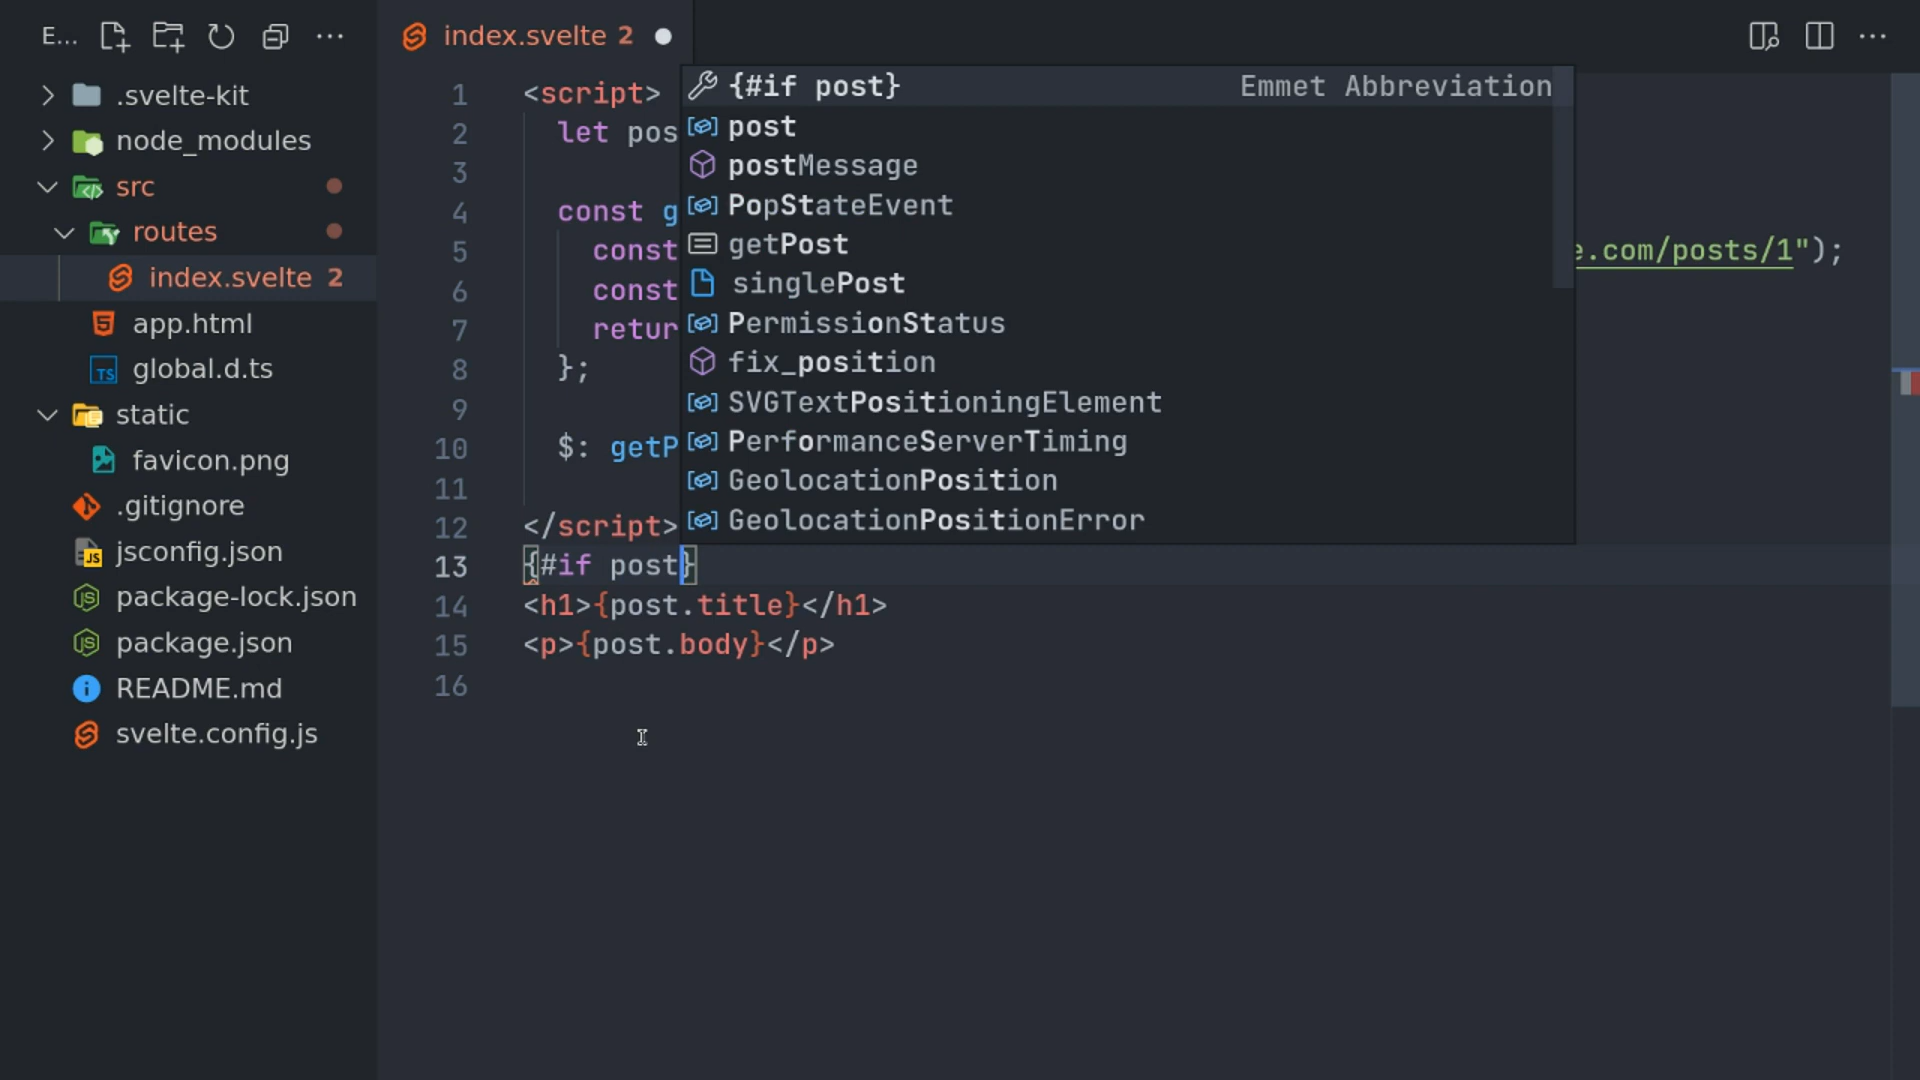 E...
.svelte-kit
node_modules
src
routes
index.svelte 2
app.html
global.d.ts
static
favicon.png
.gitignore
jsconfig.json
package-lock.json
package.json
README.md
svelte.config.js
index.svelte 2
1 <script>
2 let pos
3
4 const g
5 const e.com/posts/1");
6 const
7 retur
8 };
9
10 $: getP
11
12 </script>
13 {#if post}
14 <h1>{post.title}</h1>
15 <p>{post.body}</p>
16
{#if post} Emmet Abbreviation
post
postMessage
PopStateEvent
getPost
singlePost
PermissionStatus
fix_position
SVGTextPositioningElement
PerformanceServerTiming
GeolocationPosition
GeolocationPositionError